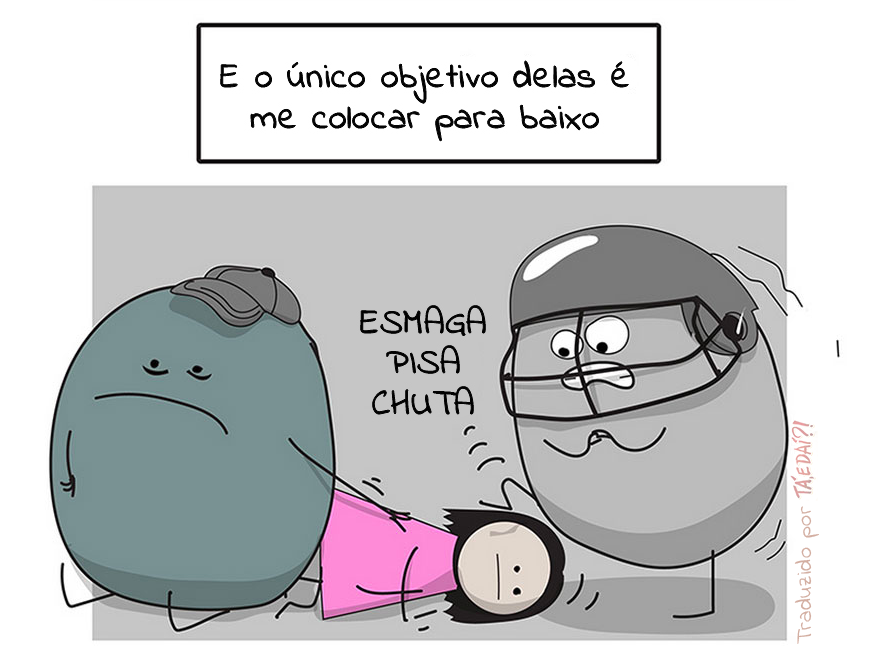 E o único objetivo delas é
me colocar para baixo
ESMAGA
PISA
CHUTA
Traduzido por TÁ, E DAÍ?!